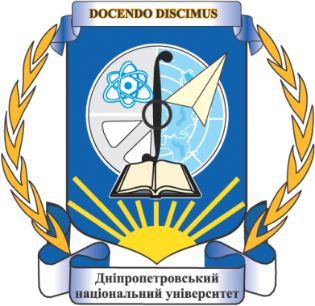 DOCENDO DISCIMUS
Дніпропетровський
національний університет